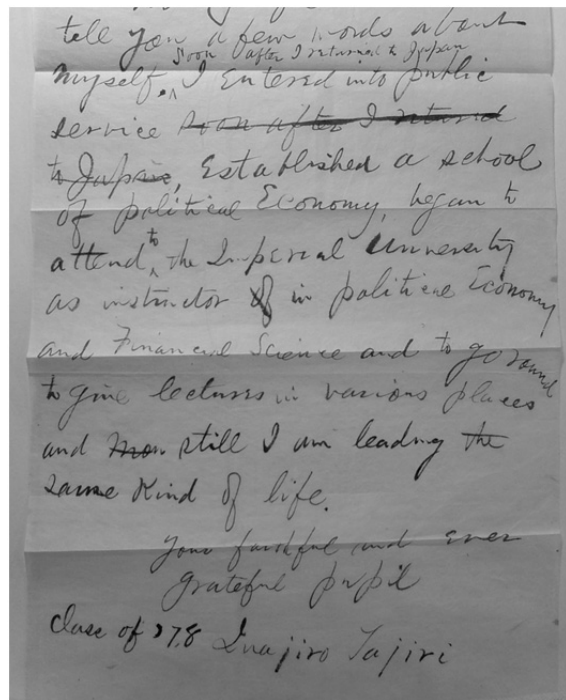 tell you a few words about
soon after I returned to Japan
myself. ^ I entered into public
service soon after I returned
to Japan, Established a school
of political Economy, began to
attend ^to the Imperial University
as instructor of in political Economy
and Financial Science and to go round
to give lectures in various places
and still I am leading the
same Kind of life.
Your faithful and ever
grateful pupil
Class of 278 Inajiro Tajiri